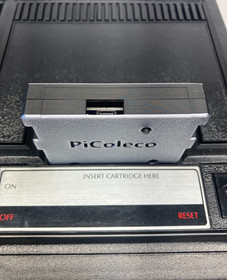 PiColeco
INSERT CARTRIDGE HERE
ON
OFF
RESET